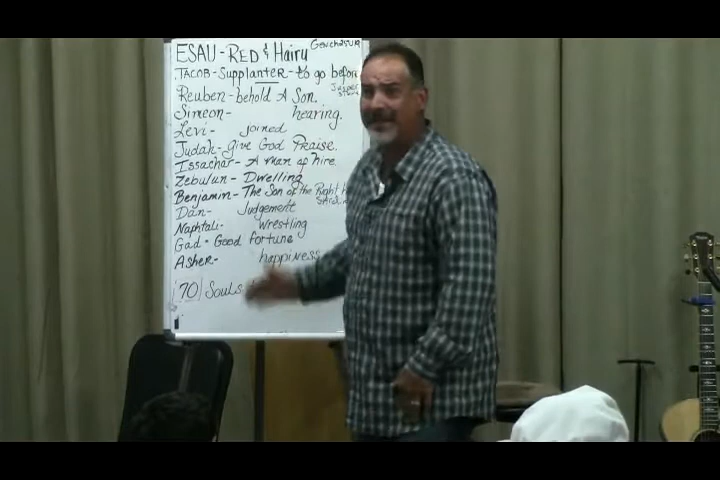 ESAU - RED & Hairy
JACOB - Supplanter - to go before
Reuben - behold A Son.
Simeon - hearing.
Levi - joined
Judah - give God Praise.
Issachar - A man of hire.
Zebulun - Dwelling
Benjamin - The Son of the Right
Dan - Judgement
Naphtali - Wrestling
Gad - Good fortune
Asher - happiness
70 Souls